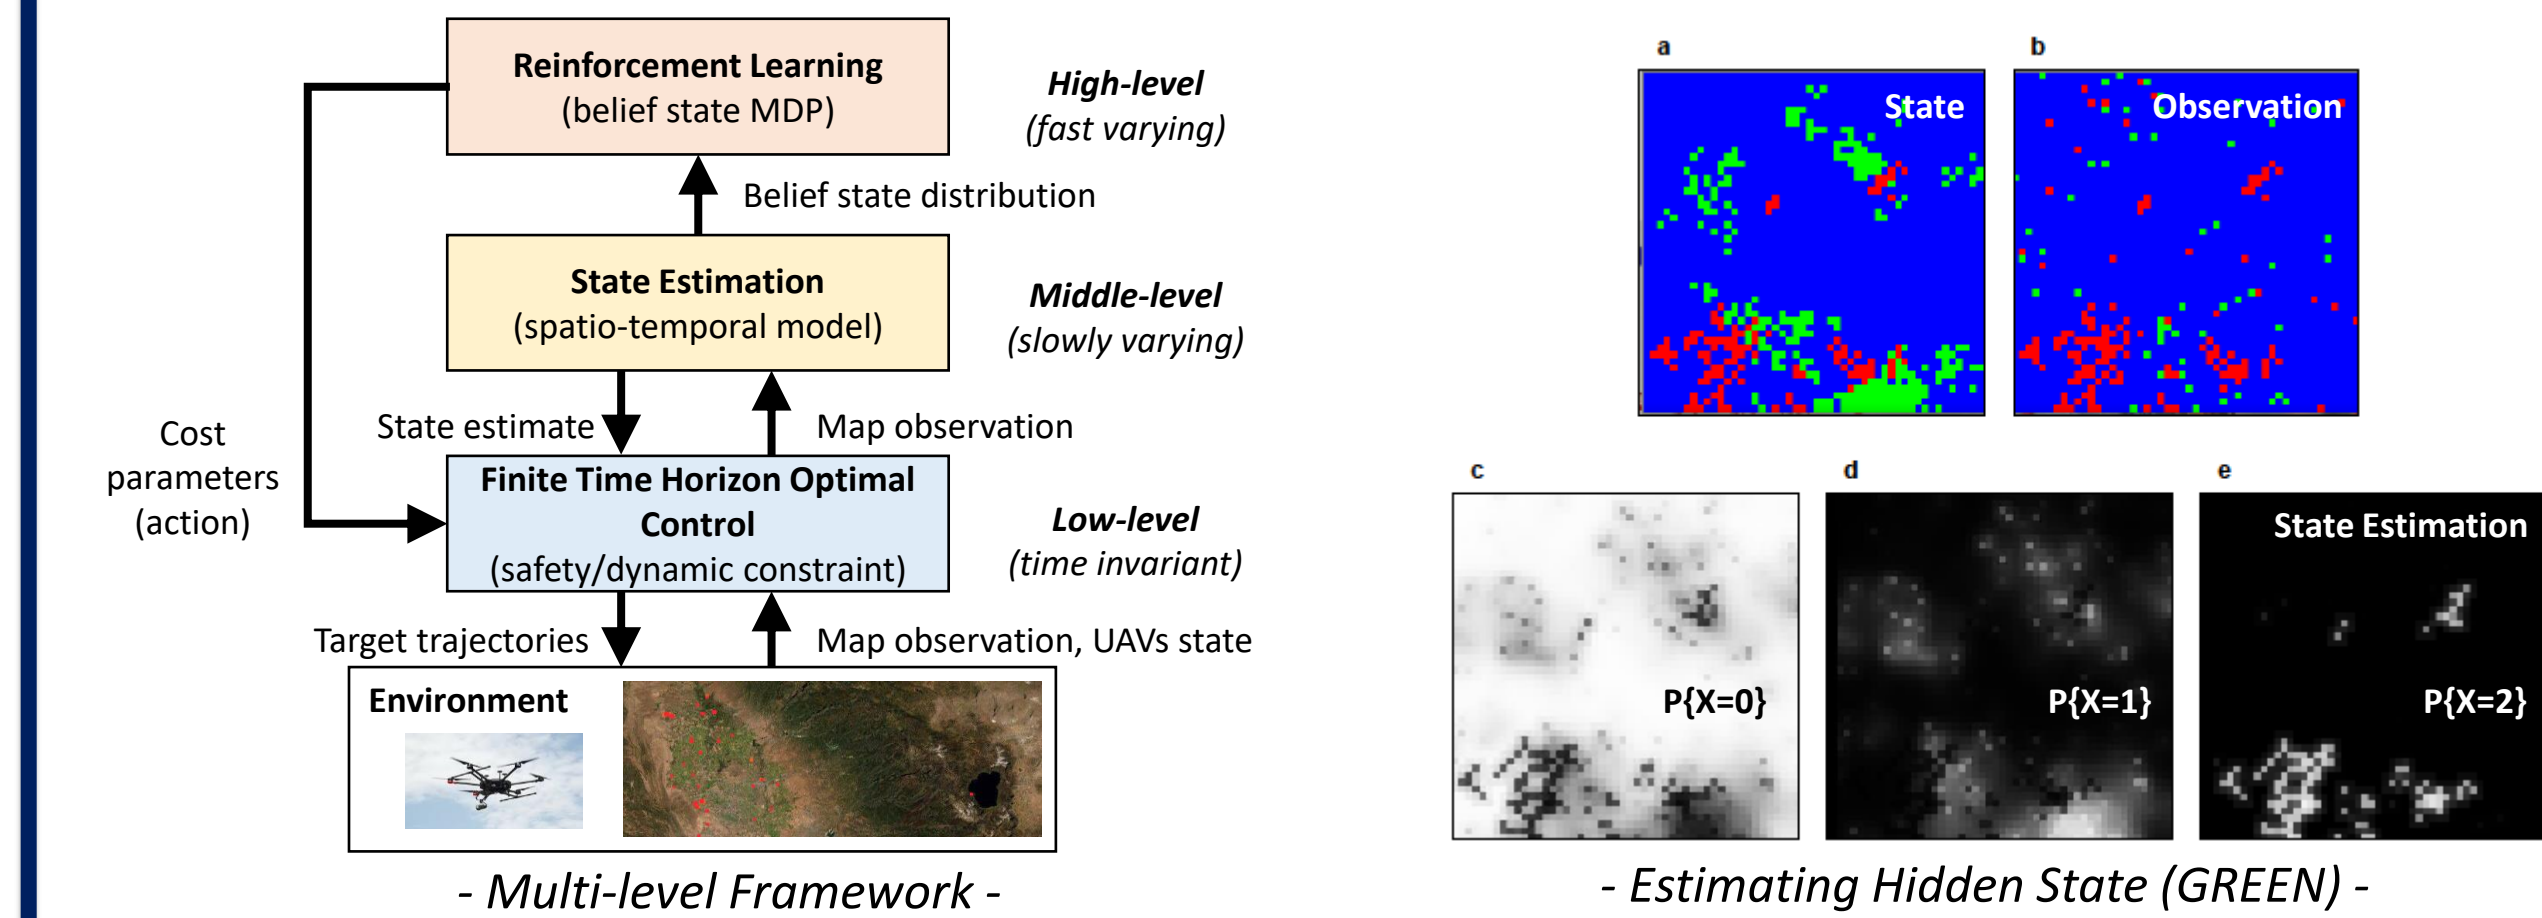 Reinforcement Learning
(belief state MDP)
High-level
(fast varying)
Belief state distribution
State Estimation
(spatio-temporal model)
Middle-level
(slowly varying)
State estimate
Map observation
Cost
parameters
(action)
Finite Time Horizon Optimal
Control
(safety/dynamic constraint)
Low-level
(time invariant)
Target trajectories
Map observation, UAVs state
Environment
- Multi-level Framework -
a
State
b
Observation
c
P{X=0}
d
P{X=1}
e
State Estimation
P{X=2}
- Estimating Hidden State (GREEN) -